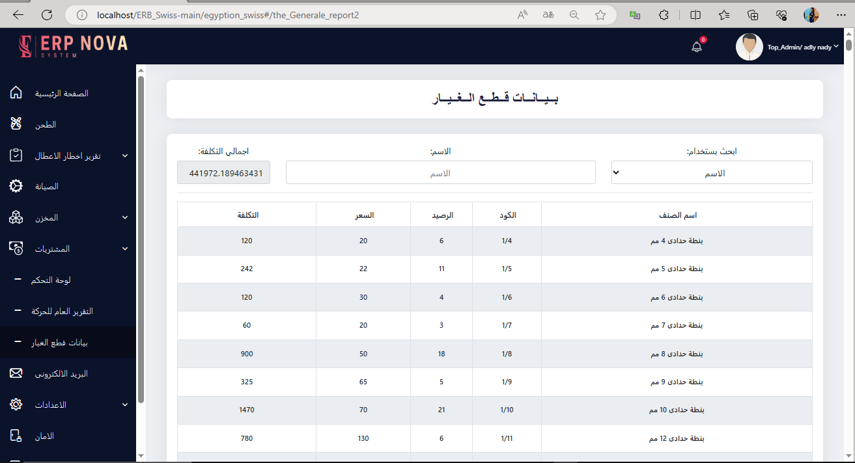 localhost/ERB_Swiss-main/egyption_swiss#/the_Generale_report2
ERP NOVA
SYSTEM
0
Top_Admin/ adly nady
الصفحة الرئيسية
الطحن
تقرير اخطار الاعطال
الصيانة
المخزن
المشتريات
لوحة التحكم
التقرير العام للحركة
بيانات قطع الغيار
البريد الالكترونى
الاعدادات
الامان
بـيـانـات قـطـع الـغـيـار
ابحث بستخدام:
الاسم:
اجمالي التكلفة:
الاسم
الاسم
441972.189463431
اسم الصنف الكود الرصيد السعر التكلفة
بنطة حدادى 4 مم 1/4 6 20 120
بنطة حدادى 5 مم 1/5 11 22 242
بنطة حدادى 6 مم 1/6 4 30 120
بنطة حدادى 7 مم 1/7 3 20 60
بنطة حدادى 8 مم 1/8 18 50 900
بنطة حدادى 9 مم 1/9 5 65 325
بنطة حدادى 10 مم 1/10 21 70 1470
بنطة حدادى 12 مم 1/11 6 130 780